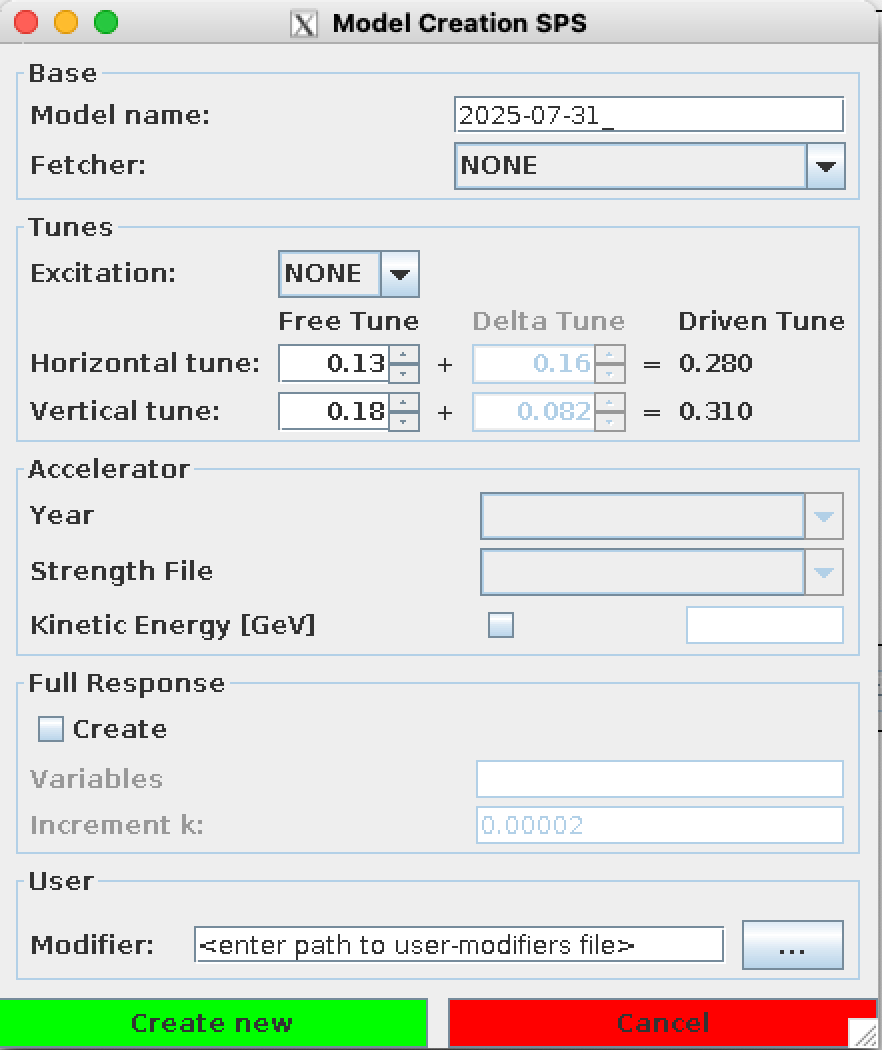 Model Creation SPS
Base
Model name: 2025-07-31_
Fetcher: NONE
Tunes
Excitation: NONE
Free Tune Delta Tune Driven Tune
Horizontal tune: 0.13 + 0.16 = 0.280
Vertical tune: 0.18 + 0.082 = 0.310
Accelerator
Year
Strength File
Kinetic Energy [GeV]
Full Response
Create
Variables
Increment k: 0.00002
User
Modifier: <enter path to user-modifiers file> ...
Create new Cancel